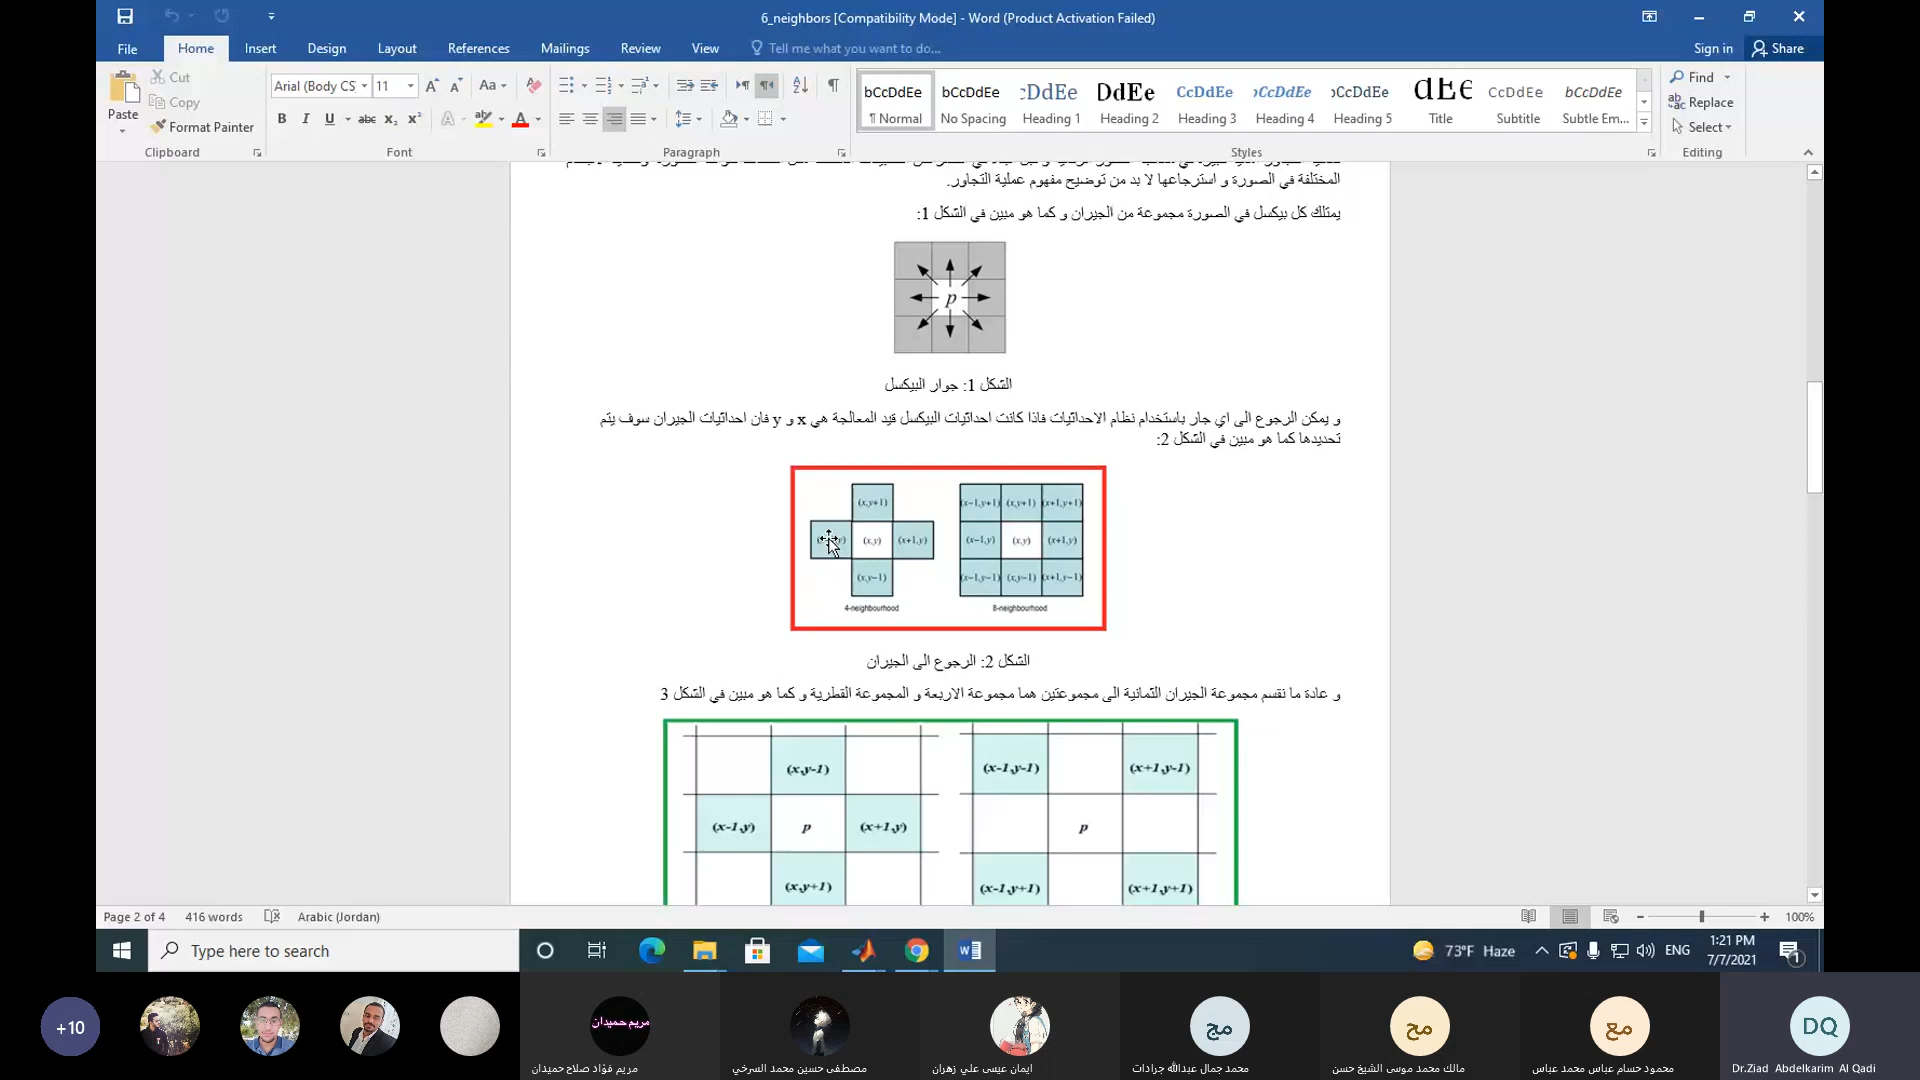 6_neighbors [Compatibility Mode] - Word (Product Activation Failed)
File Home Insert Design Layout References Mailings Review View Tell me what you want to do... Sign in Share
Paste
Cut
Copy
Format Painter
Clipboard
Arial (Body CS 11
Font
Paragraph
bCcDdEe
¶ Normal
bCcDdEe
No Spacing
Heading 1
DdEe
Heading 2
CcDdEe
Heading 3
Heading 4
bCcDdEe
Heading 5
Title
CcDdEe
Subtitle
bCcDdEe
Subtle Em...
Styles
Find
Replace
Select
Editing
المختلفة في الصورة و استرجاعها لا بد من توضيح مفهوم عملية التجاور.
يمتلك كل بيكسل في الصورة مجموعة من الجيران و كما هو مبين في الشكل 1:
p
الشكل 1: جوار البيكسل
و يمكن الرجوع الى اي جار باستخدام نظام الاحداثيات فاذا كانت احداثيات البيكسل قيد المعالجة هي x و y فان احداثيات الجيران سوف يتم
تحديدها كما هو مبين في الشكل 2:
(x,y+1)
(x,y) (x+1,y)
(x,y−1)
4-neighbourhood
(x−1,y+1) (x,y+1) (x+1,y+1)
(x−1,y) (x,y) (x+1,y)
(x−1,y−1) (x,y−1) (x+1,y−1)
8-neighbourhood
الشكل 2: الرجوع الى الجيران
و عادة ما نقسم مجموعة الجيران الثمانية الى مجموعتين هما مجموعة الاربعة و المجموعة القطرية و كما هو مبين في الشكل 3
(x,y-1)
(x-1,y) p (x+1,y)
(x,y+1)
(x-1,y-1) (x+1,y-1)
p
(x-1,y+1) (x+1,y+1)
Page 2 of 4 416 words Arabic (Jordan) 100%
Type here to search
73°F Haze ENG
1:21 PM
7/7/2021
1
+10
مريم حميدان
مريم فؤاد صلاح حميدان
مصطفى حسين محمد السرخي
ايمان عيسى علي زهران
مج
محمد جمال عبدالله جرادات
مح
مالك محمد موسى الشيخ حسن
مع
محمود حسام عباس محمد عباس
DQ
Dr.Ziad Abdelkarim Al Qadi